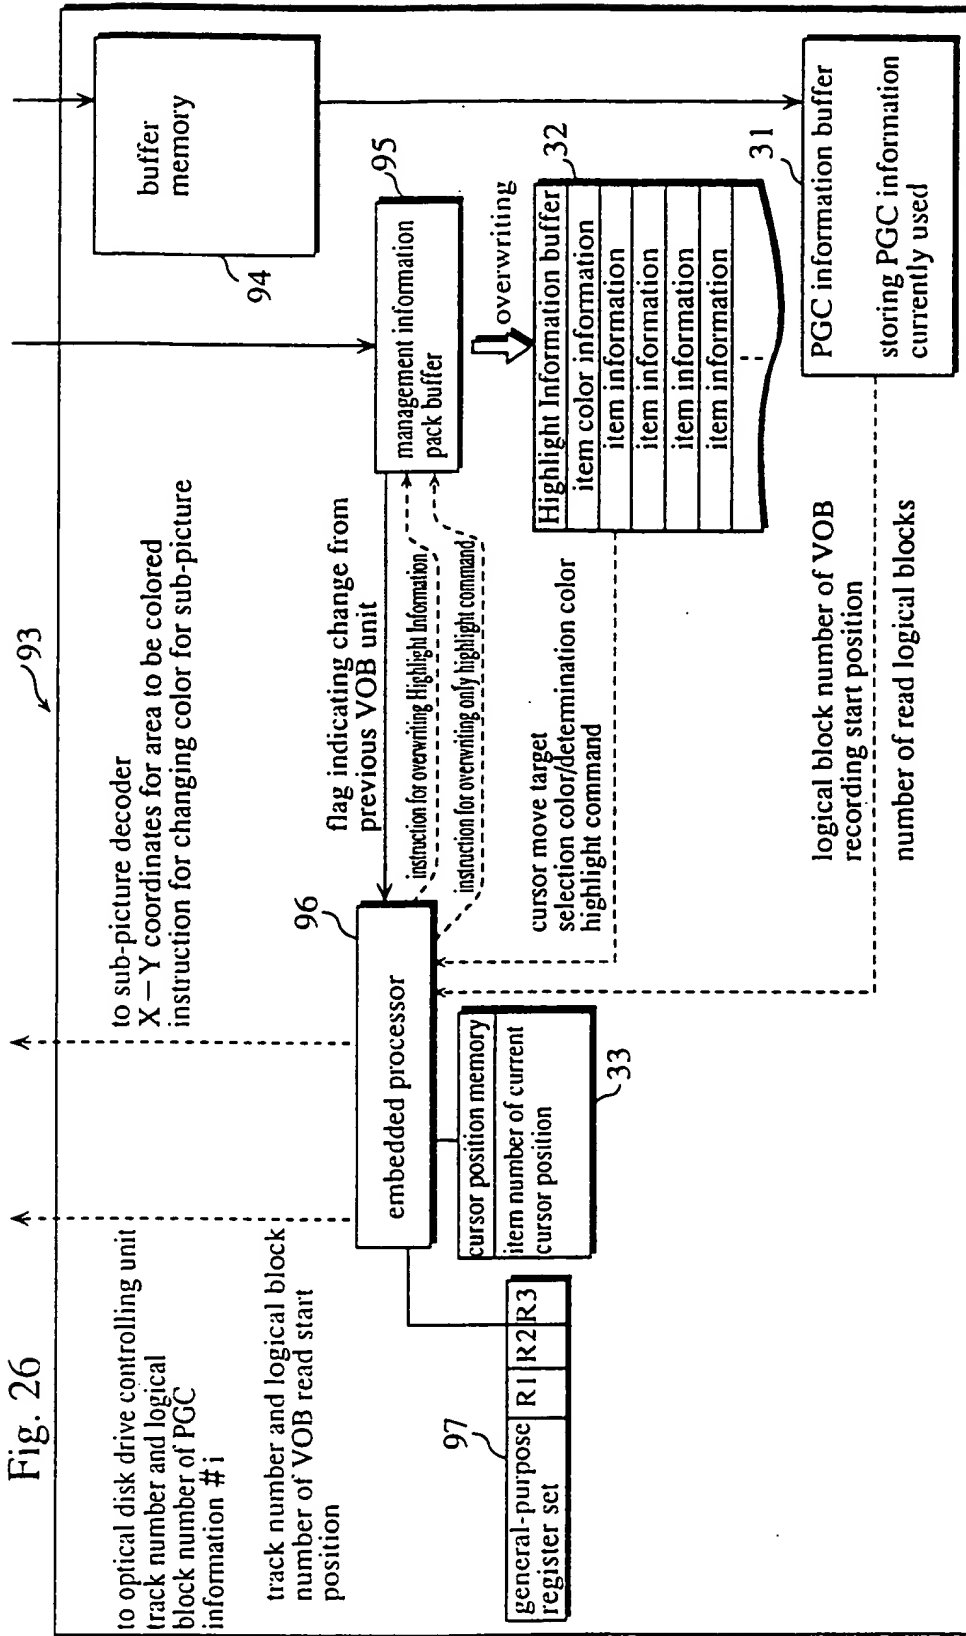 Fig. 26
93
to optical disk drive controlling unit
track number and logical
block number of PGC
information #i
track number and logical block
number of VOB read start
position
to sub-picture decoder
X－Y coordinates for area to be colored
instruction for changing color for sub-picture
buffer
memory
94
96
embedded processor
flag indicating change from
previous VOB unit
instruction for overwriting Highlight Information
instruction for overwriting only highlight command
management information
pack buffer
95
overwriting
97
general-purpose
register set
R1
R2
R3
cursor position memory
item number of current
cursor position
33
cursor move target
selection color/determination color
highlight command
32
Highlight Information buffer
item color information
item information
item information
item information
item information
logical block number of VOB
recording start position
number of read logical blocks
31
PGC information buffer
storing PGC information
currently used